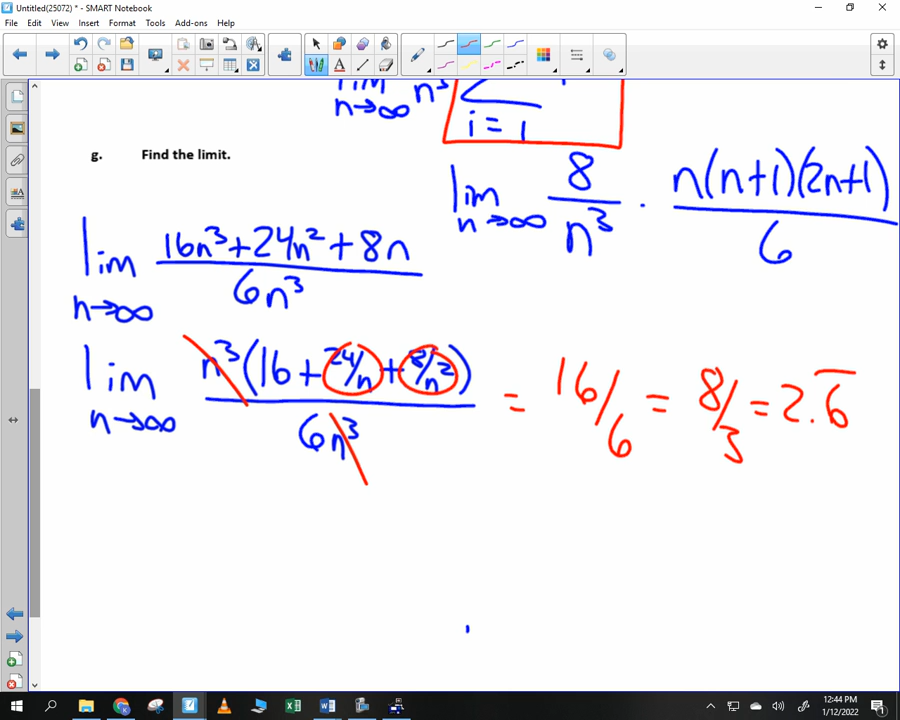 Untitled(25072) * - SMART Notebook
File Edit View Insert Format Tools Add-ons Help
lim n→∞ n³ Σ i = 1
g. Find the limit.
lim n→∞ 8/n³ · n(n+1)(2n+1)/6
lim n→∞ 16n³+24n²+8n/6n³
lim n→∞ n³(16+24/n+8/n²)/6n³ = 16/6 = 8/3 = 2.6̅
12:44 PM
1/12/2022
1